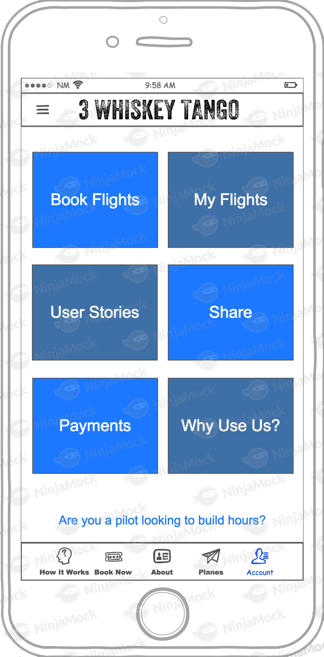 NM 9:58 AM
3 WHISKEY TANGO
Book Flights
My Flights
User Stories
Share
Payments
Why Use Us?
Are you a pilot looking to build hours?
How It Works Book Now About Planes Account
NinjaMock